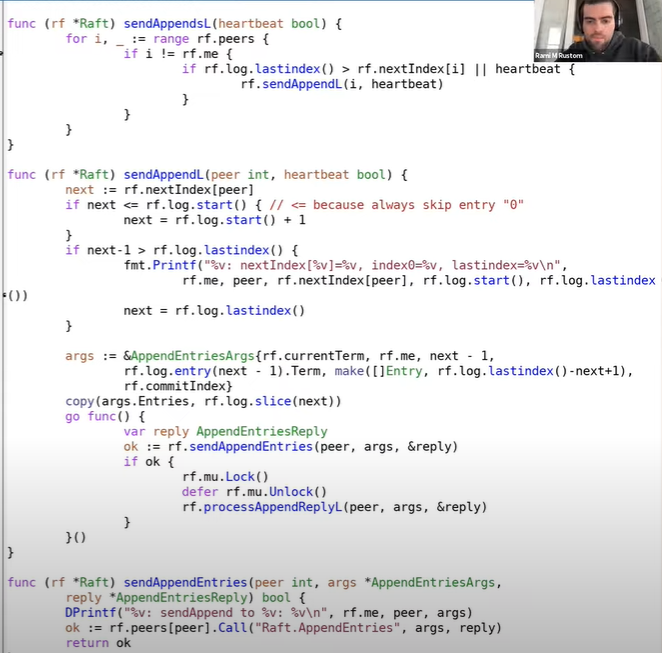 func (rf *Raft) sendAppendsL(heartbeat bool) {
for i, _ := range rf.peers {
if i != rf.me {
if rf.log.lastindex() > rf.nextIndex[i] || heartbeat {
rf.sendAppendL(i, heartbeat)
}
}
}
}
Rami M Rustom
func (rf *Raft) sendAppendL(peer int, heartbeat bool) {
next := rf.nextIndex[peer]
if next <= rf.log.start() { // <= because always skip entry "0"
next = rf.log.start() + 1
}
if next-1 > rf.log.lastindex() {
fmt.Printf("%v: nextIndex[%v]=%v, index0=%v, lastindex=%v\n",
rf.me, peer, rf.nextIndex[peer], rf.log.start(), rf.log.lastindex
())
next = rf.log.lastindex()
}
args := &AppendEntriesArgs{rf.currentTerm, rf.me, next - 1,
rf.log.entry(next - 1).Term, make([]Entry, rf.log.lastindex()-next+1),
rf.commitIndex}
copy(args.Entries, rf.log.slice(next))
go func() {
var reply AppendEntriesReply
ok := rf.sendAppendEntries(peer, args, &reply)
if ok {
rf.mu.Lock()
defer rf.mu.Unlock()
rf.processAppendReplyL(peer, args, &reply)
}
}()
}
func (rf *Raft) sendAppendEntries(peer int, args *AppendEntriesArgs,
reply *AppendEntriesReply) bool {
DPrintf("%v: sendAppend to %v: %v\n", rf.me, peer, args)
ok := rf.peers[peer].Call("Raft.AppendEntries", args, reply)
return ok